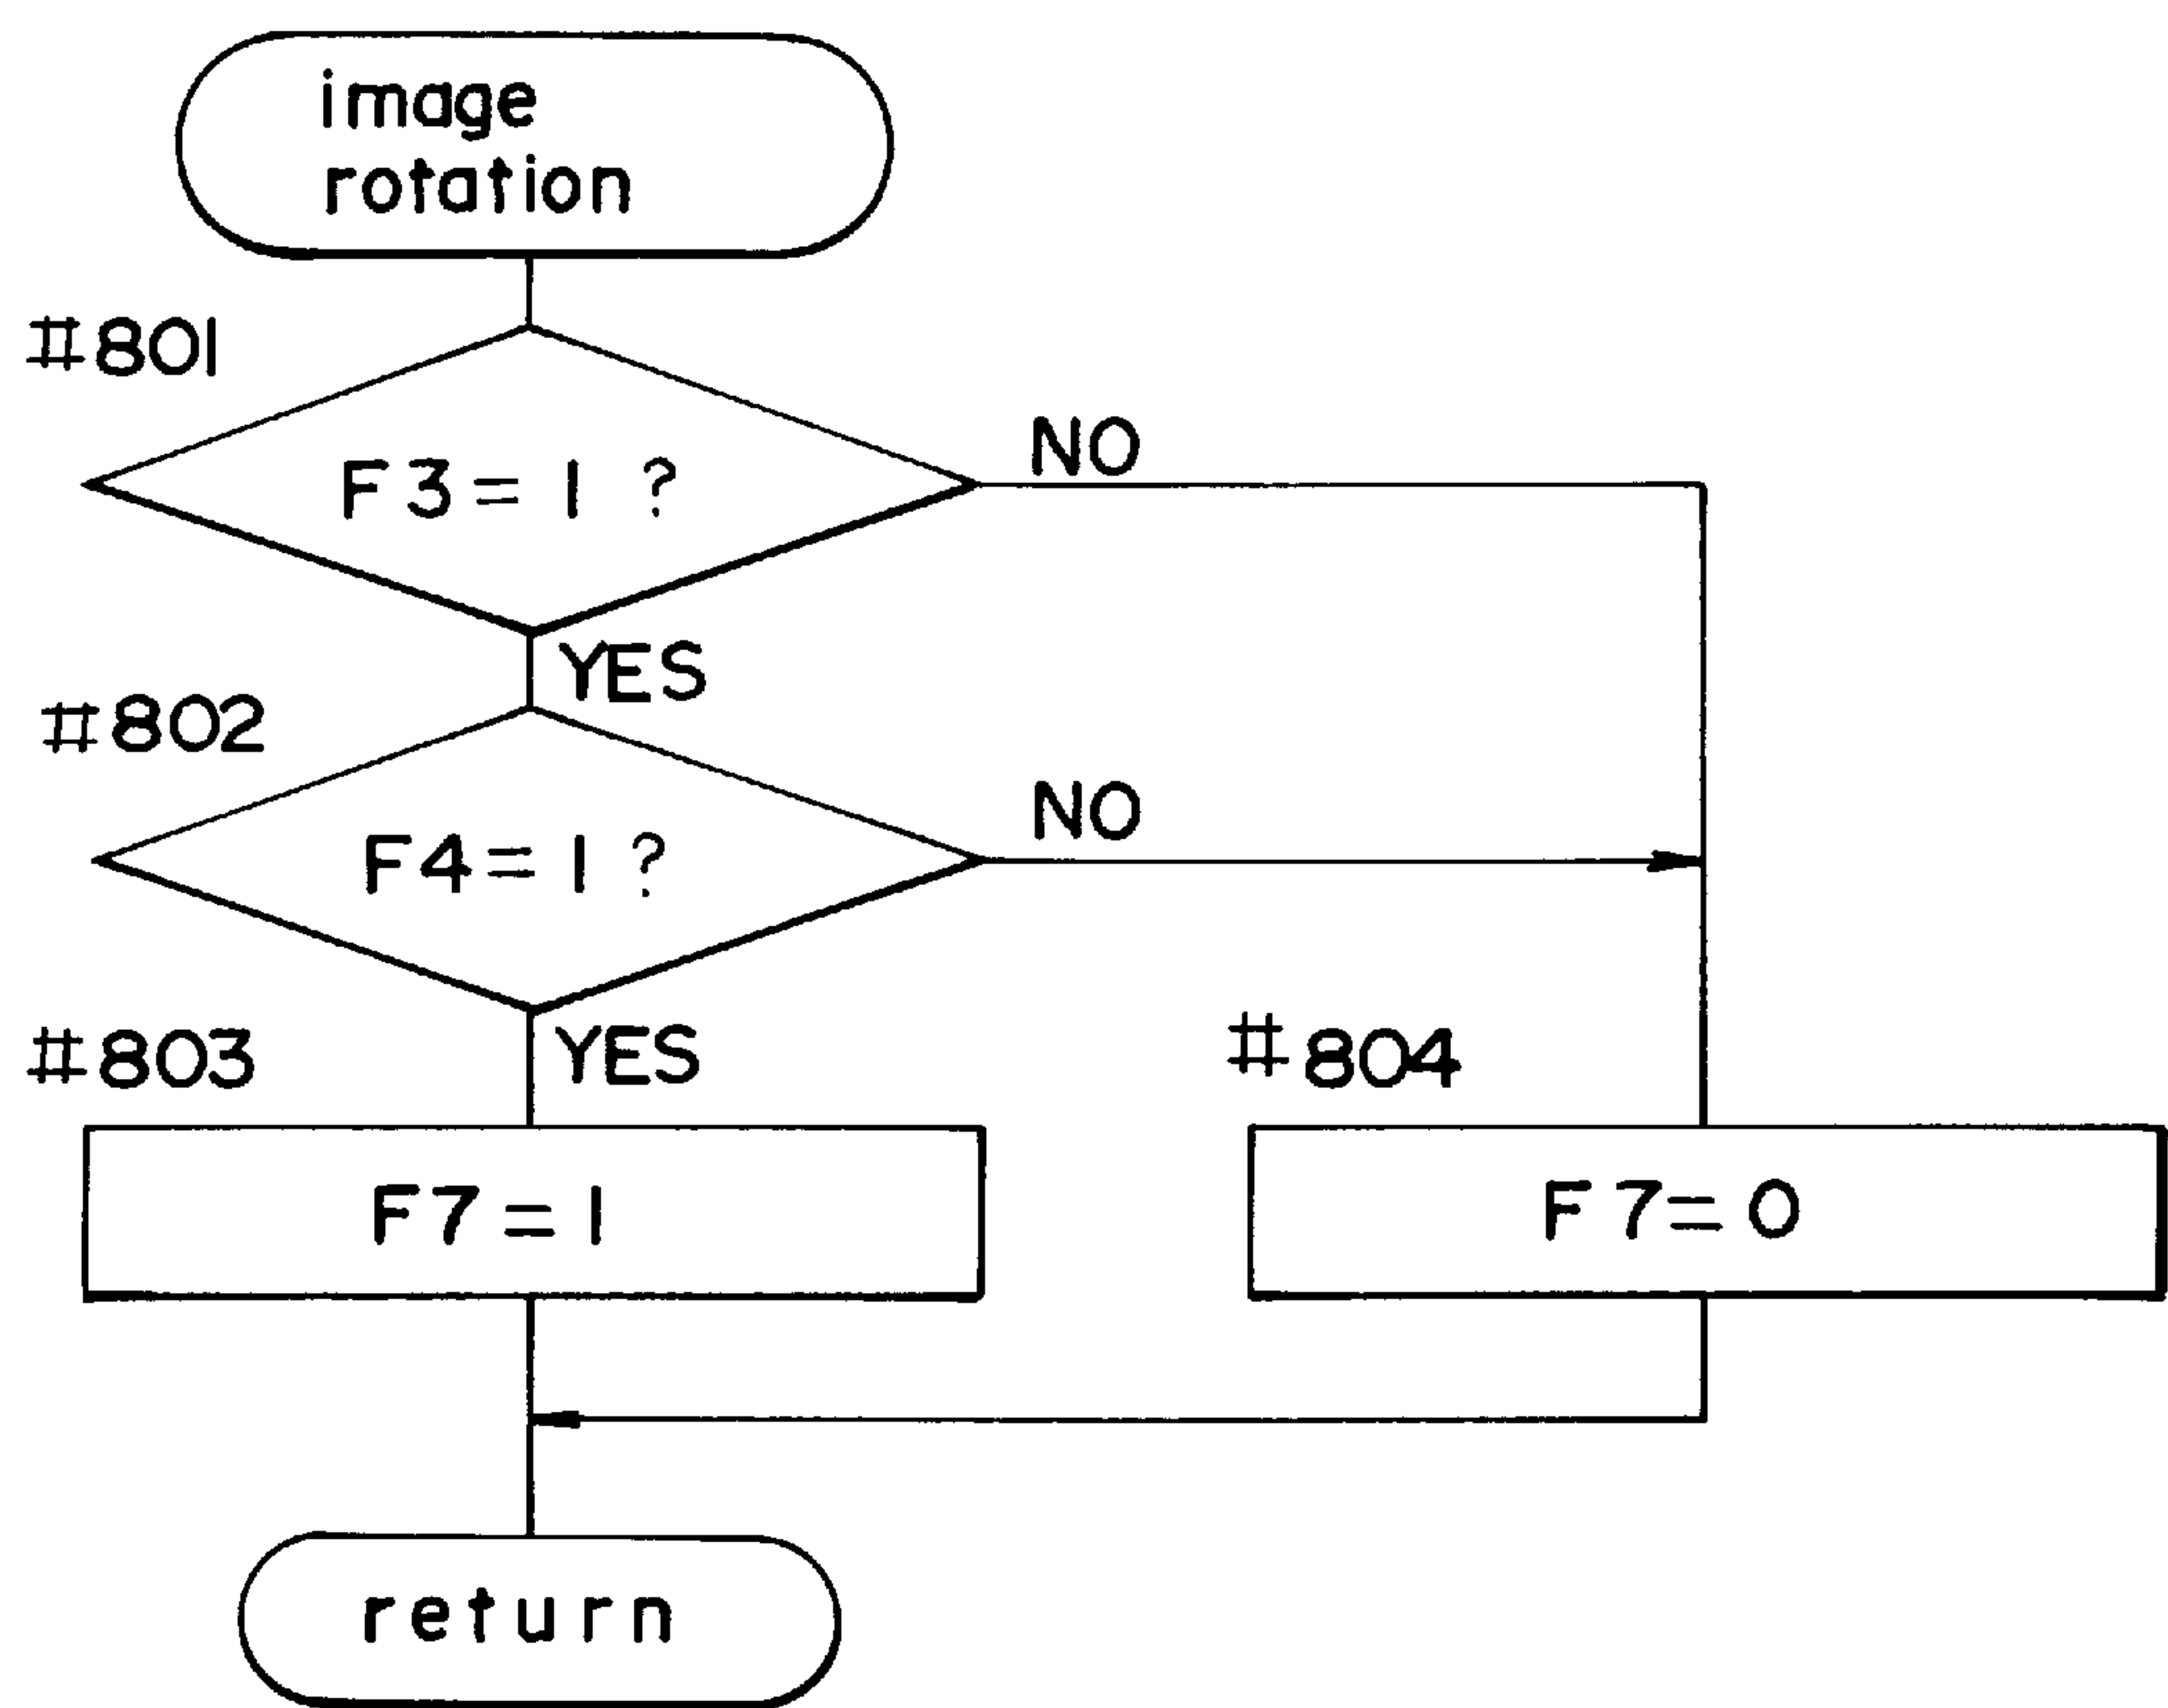 image
rotation
#801
F3=1 ?
NO
YES
#802
F4=1 ?
NO
YES
#803
F7=1
#804
F7=0
return